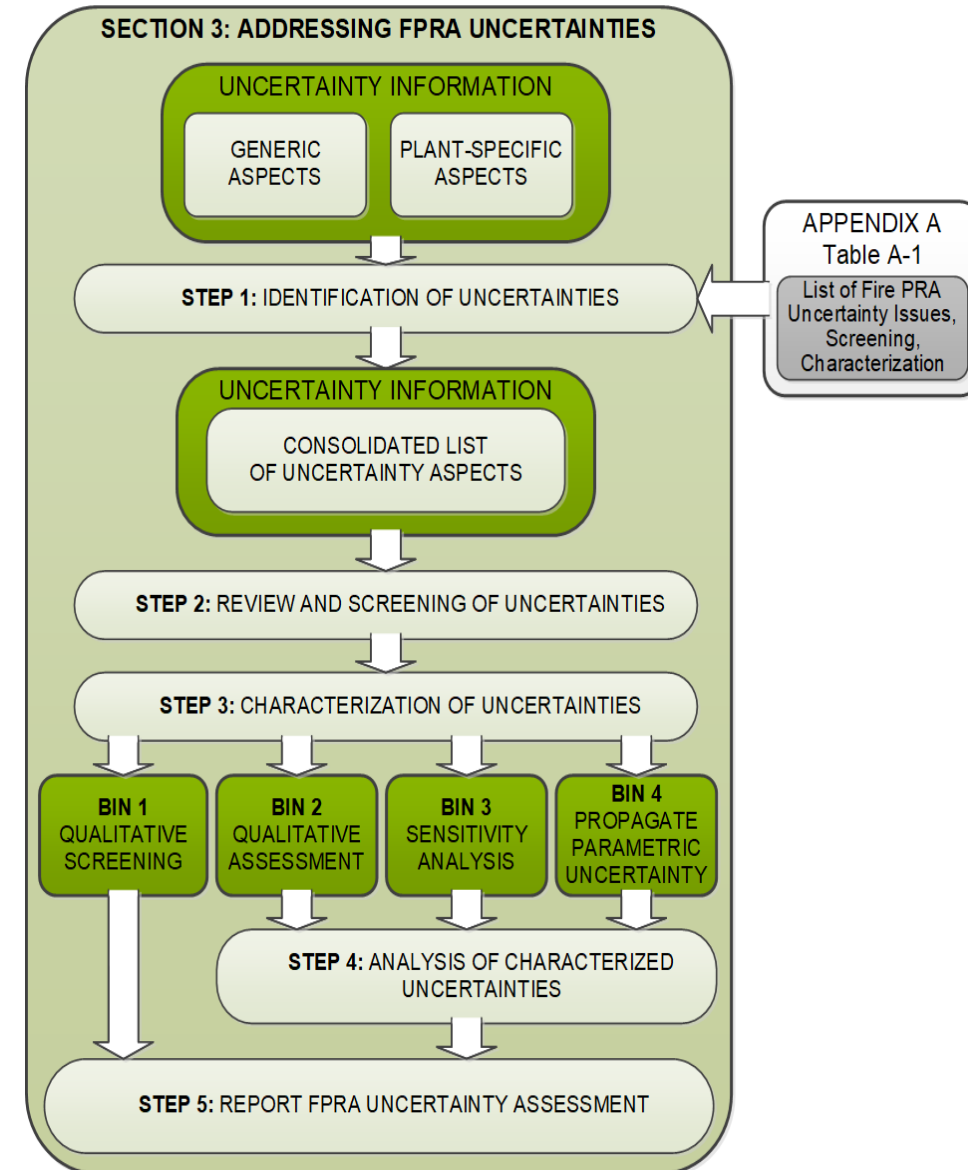 SECTION 3: ADDRESSING FPRA UNCERTAINTIES
UNCERTAINTY INFORMATION
GENERIC
ASPECTS
PLANT-SPECIFIC
ASPECTS
APPENDIX A
Table A-1
List of Fire PRA
Uncertainty Issues,
Screening,
Characterization
STEP 1: IDENTIFICATION OF UNCERTAINTIES
UNCERTAINTY INFORMATION
CONSOLIDATED LIST
OF UNCERTAINTY ASPECTS
STEP 2: REVIEW AND SCREENING OF UNCERTAINTIES
STEP 3: CHARACTERIZATION OF UNCERTAINTIES
BIN 1
QUALITATIVE
SCREENING
BIN 2
QUALITATIVE
ASSESSMENT
BIN 3
SENSITIVITY
ANALYSIS
BIN 4
PROPAGATE
PARAMETRIC
UNCERTAINTY
STEP 4: ANALYSIS OF CHARACTERIZED
UNCERTAINTIES
STEP 5: REPORT FPRA UNCERTAINTY ASSESSMENT